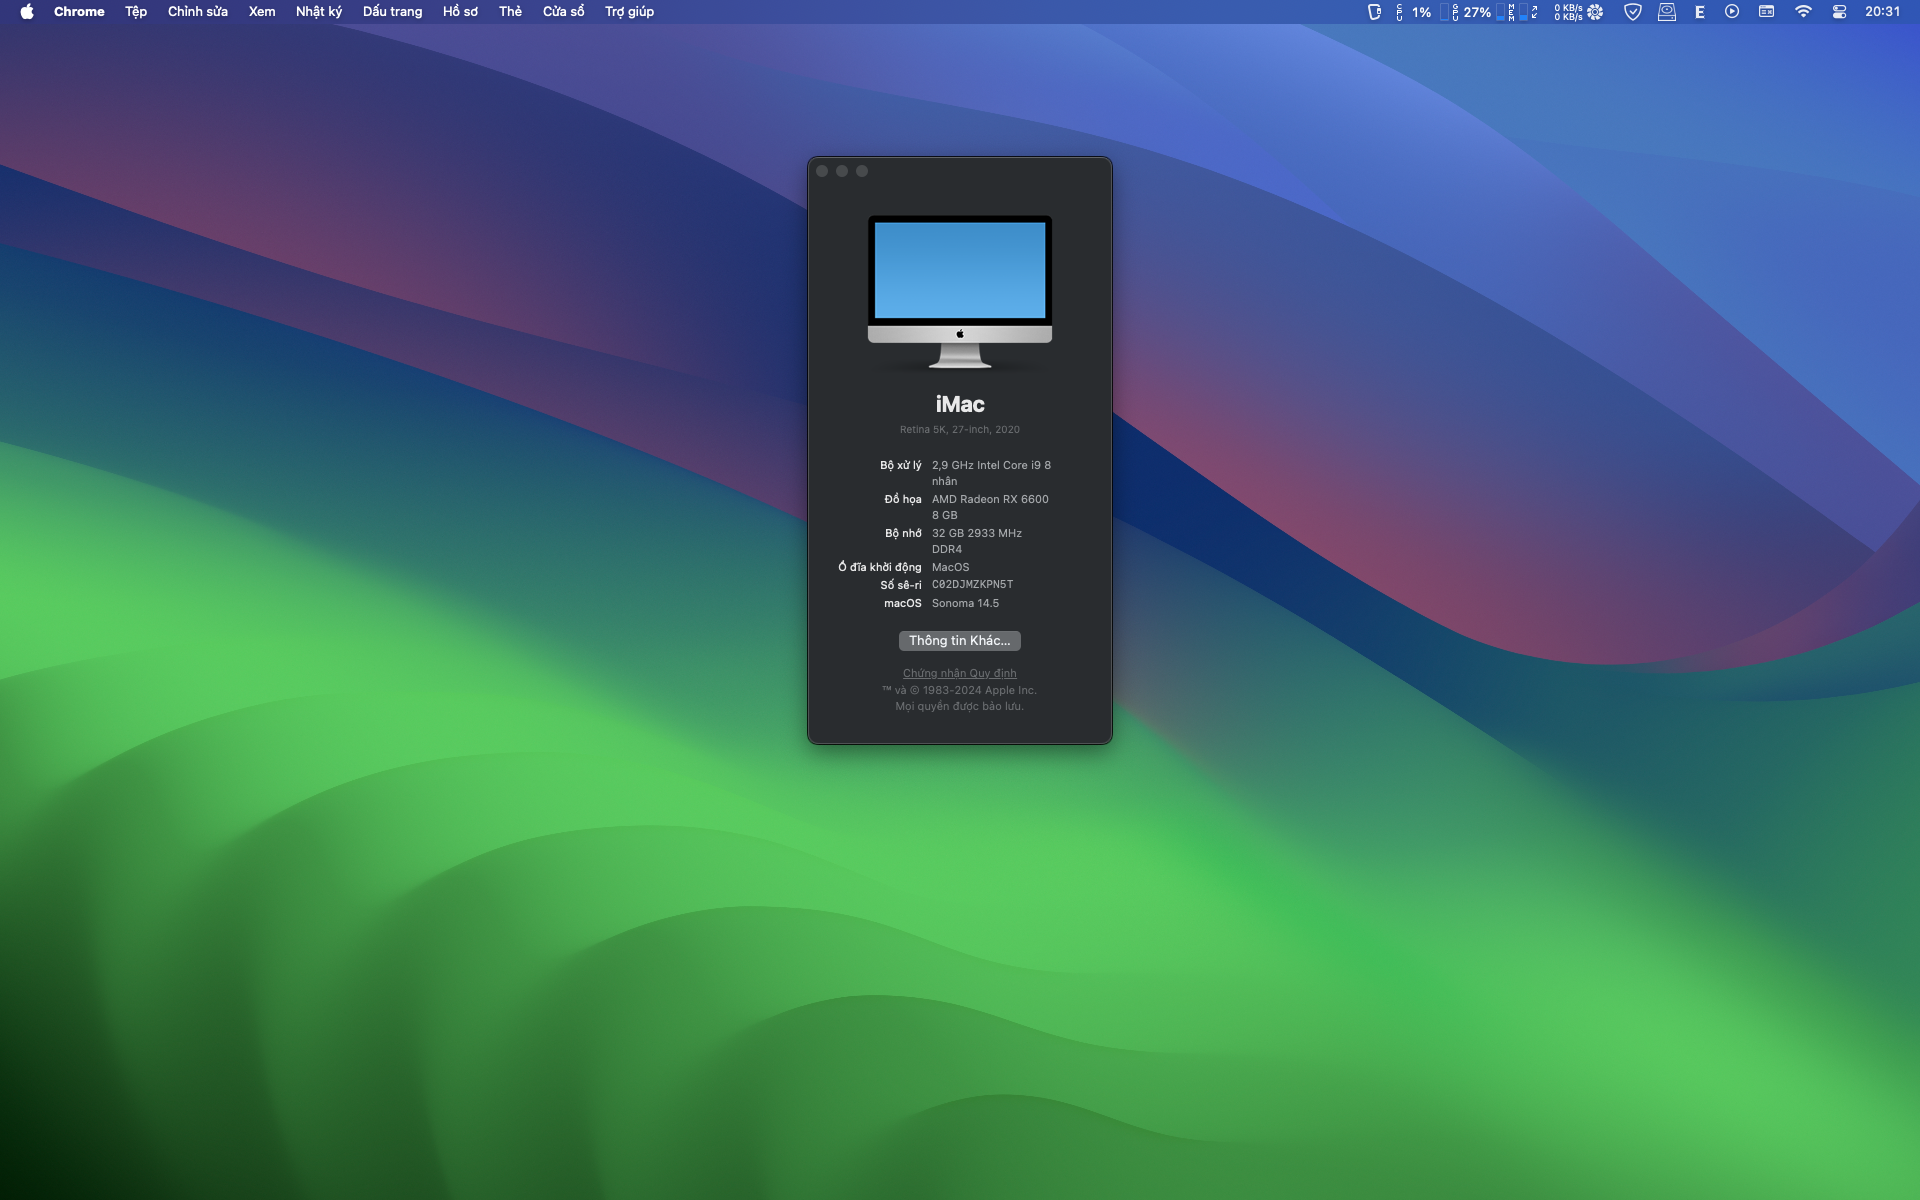 Chrome Tệp Chỉnh sửa Xem Nhật ký Dấu trang Hồ sơ Thẻ Cửa sổ Trợ giúp CPU 1% GPU 27% MEM 0 KB/s E 20:31
0 KB/s
iMac
Retina 5K, 27-inch, 2020
Bộ xử lý 2,9 GHz Intel Core i9 8
nhân
Đồ họa AMD Radeon RX 6600
8 GB
Bộ nhớ 32 GB 2933 MHz
DDR4
Ổ đĩa khởi động MacOS
Số sê-ri C02DJMZKPN5T
macOS Sonoma 14.5
Thông tin Khác...
Chứng nhận Quy định
™ và © 1983-2024 Apple Inc.
Mọi quyền được bảo lưu.